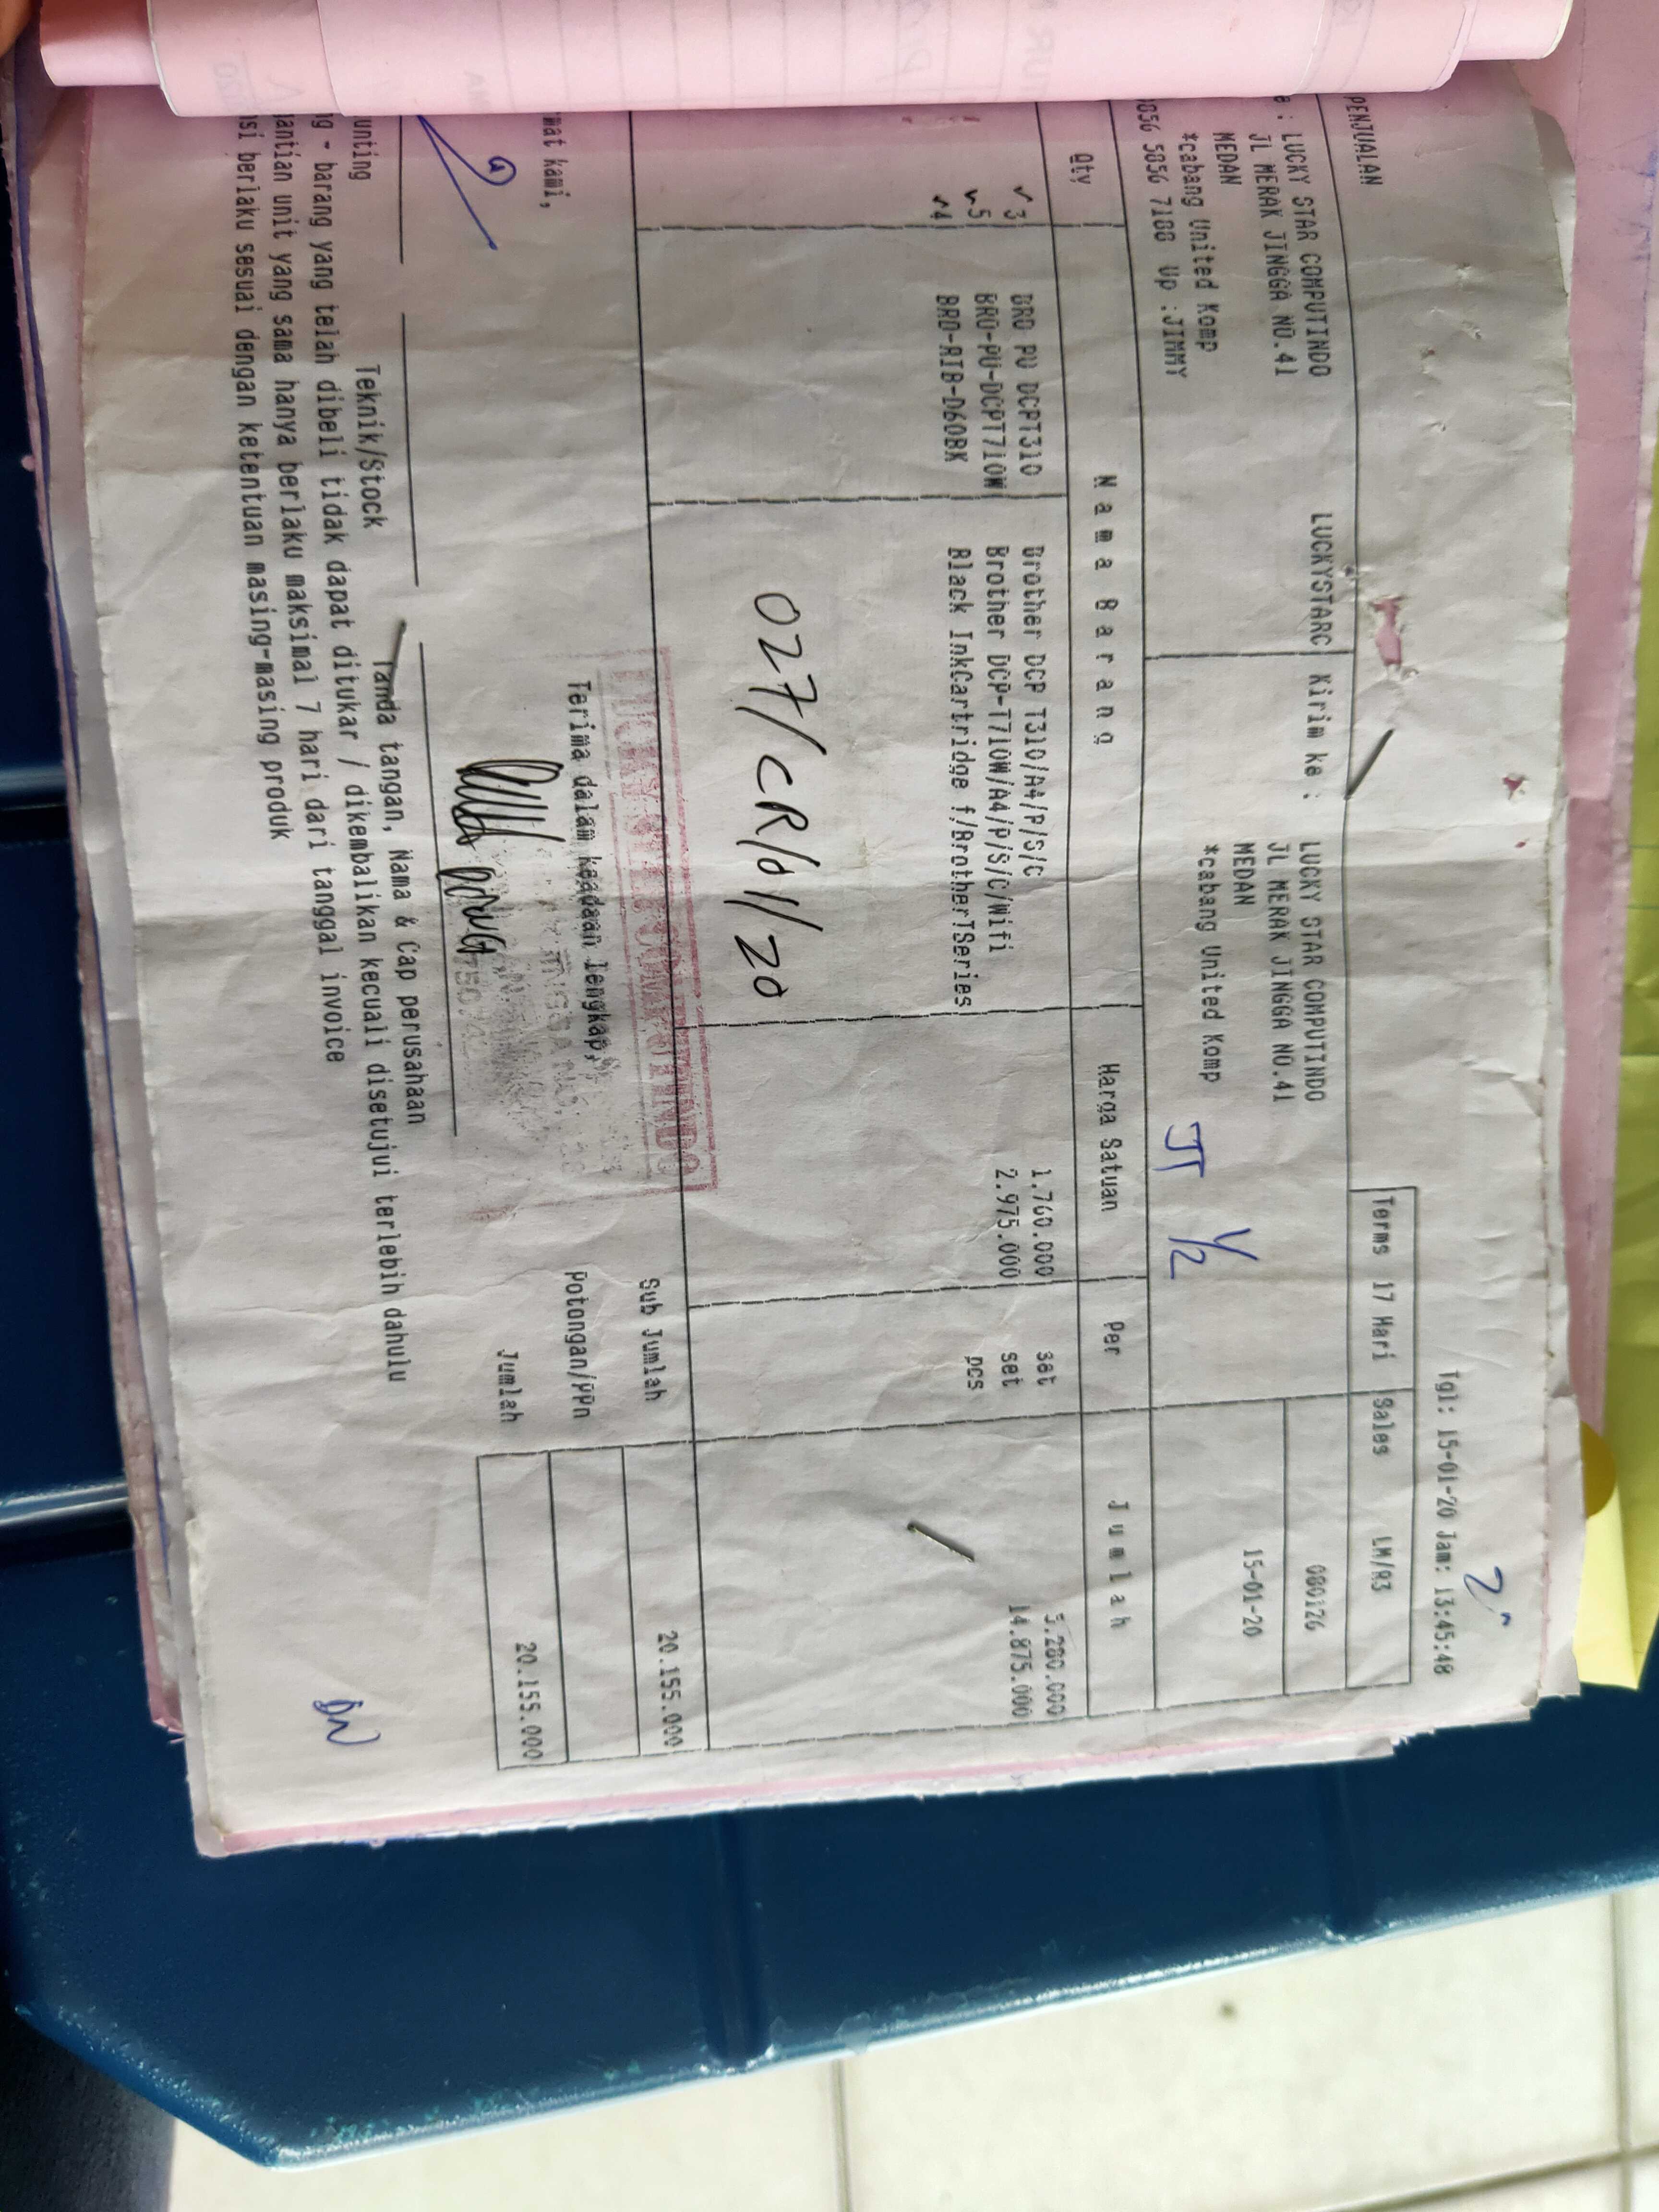 Tgl: 15-01-20 Jam: 13:45:48
PENJUALAN
Terms 17 Hari Sales LM/A3
: LUCKY STAR COMPUTINDO LUCKYSTARC Kirim ke : LUCKY STAR COMPUTINDO 080126
JL MERAK JINGGA NO.41 JL MERAK JINGGA NO.41
MEDAN MEDAN 15-01-20
*cabang United Komp *cabang United Komp
5856 7188 Up :JIMMY
JT 1/2
Qty Nama Barang Harga Satuan Per Jumlah
3 BRO PU DCPT310 Brother DCP T310/A4/P/S/C 1.760.000 set 5.280.000
5 BRO-PU-DCPT710W Brother DCP-T710W/A4/P/S/C/Wifi 2.975.000 set 14.875.000
4 BRO-RIB-D60BK Black InkCartridge f/BrotherTSeries pcs
027/CR/01/20
Sub Jumlah 20.155.000
LUCKY STAR COMPUTINDO
mat kami, Terima dalam keadaan lengkap, Potongan/PPn
Jumlah 20.155.000
unting Teknik/Stock Tanda tangan, Nama & Cap perusahaan
g - barang yang telah dibeli tidak dapat ditukar / dikembalikan kecuali disetujui terlebih dahulu
antian unit yang sama hanya berlaku maksimal 7 hari dari tanggal invoice
si berlaku sesuai dengan ketentuan masing-masing produk